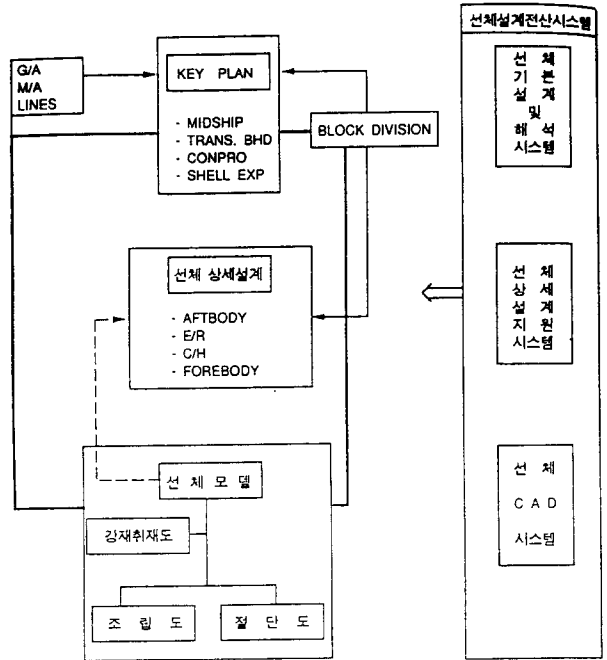 G/A
M/A
LINES
KEY PLAN
- MIDSHIP
- TRANS. BHD
- CONPRO
- SHELL EXP
BLOCK DIVISION
선체 상세설계
- AFTBODY
- E/R
- C/H
- FOREBODY
선 체 모 델
강재취재도
조 립 도
절 단 도
선체설계전산시스템
선 체
기 본
설 계
및
해 석
시스템
선 체
상 세
설 계
지 원
시스템
선 체
C A D
시스템